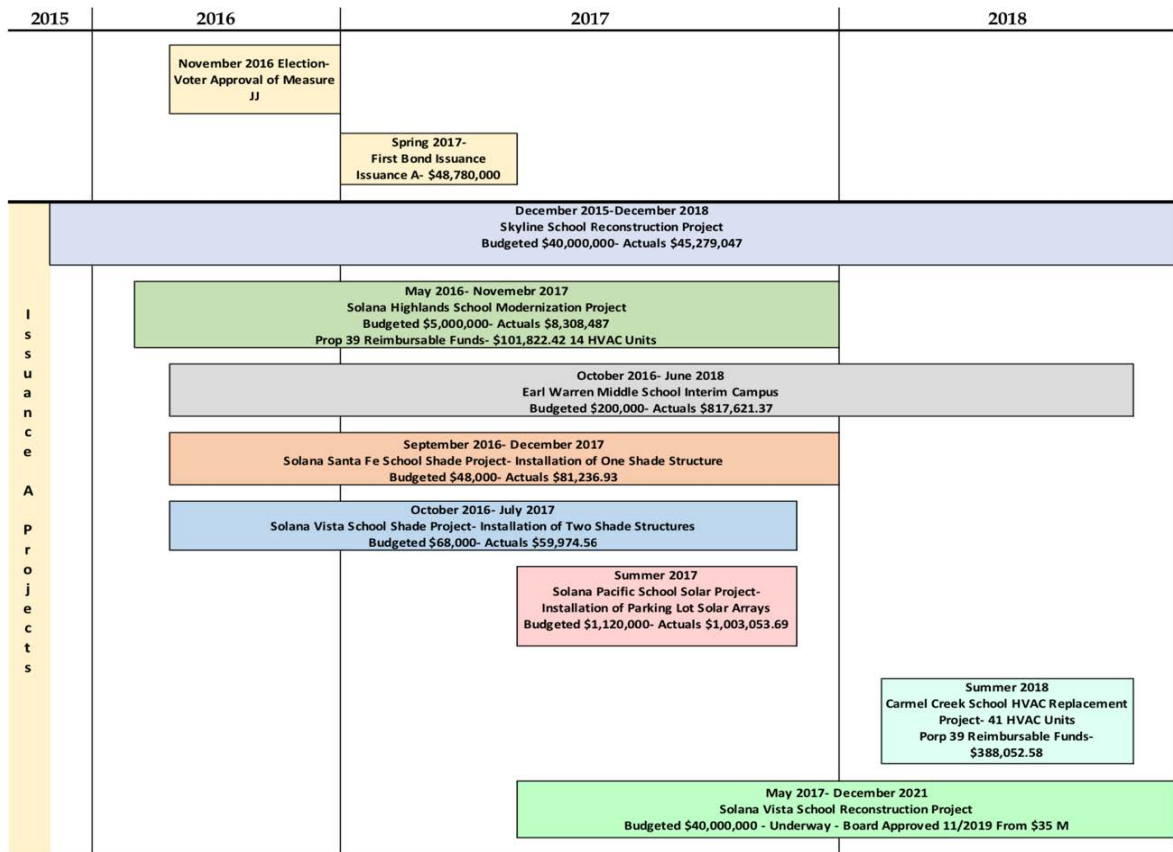 2015 2016 2017 2018
November 2016 Election-
Voter Approval of Measure
JJ
Spring 2017-
First Bond Issuance
Issuance A- $48,780,000
Issuance A Projects
December 2015-December 2018
Skyline School Reconstruction Project
Budgeted $40,000,000- Actuals $45,279,047
May 2016- Novemebr 2017
Solana Highlands School Modernization Project
Budgeted $5,000,000- Actuals $8,308,487
Prop 39 Reimbursable Funds- $101,822.42 14 HVAC Units
October 2016- June 2018
Earl Warren Middle School Interim Campus
Budgeted $200,000- Actuals $817,621.37
September 2016- December 2017
Solana Santa Fe School Shade Project- Installation of One Shade Structure
Budgeted $48,000- Actuals $81,236.93
October 2016- July 2017
Solana Vista School Shade Project- Installation of Two Shade Structures
Budgeted $68,000- Actuals $59,974.56
Summer 2017
Solana Pacific School Solar Project-
Installation of Parking Lot Solar Arrays
Budgeted $1,120,000- Actuals $1,003,053.69
Summer 2018
Carmel Creek School HVAC Replacement
Project- 41 HVAC Units
Porp 39 Reimbursable Funds-
$388,052.58
May 2017- December 2021
Solana Vista School Reconstruction Project
Budgeted $40,000,000 - Underway - Board Approved 11/2019 From $35 M